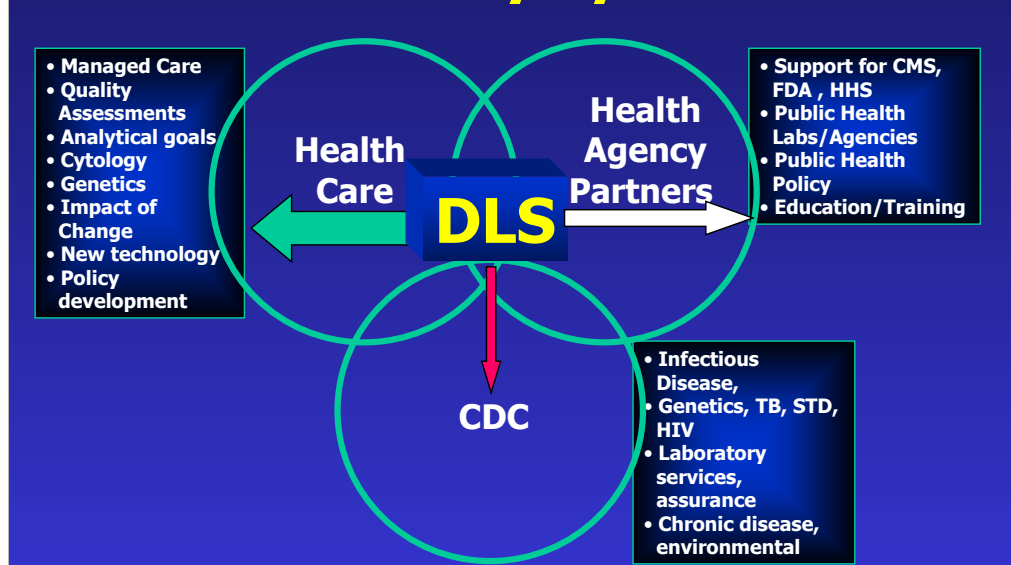 • Managed Care
• Quality
Assessments
• Analytical goals
• Cytology
• Genetics
• Impact of
Change
• New technology
• Policy
development
Health
Care
DLS
Health
Agency
Partners
• Support for CMS,
FDA , HHS
• Public Health
Labs/Agencies
• Public Health
Policy
• Education/Training
CDC
• Infectious
Disease,
• Genetics, TB, STD,
HIV
• Laboratory
services,
assurance
• Chronic disease,
environmental